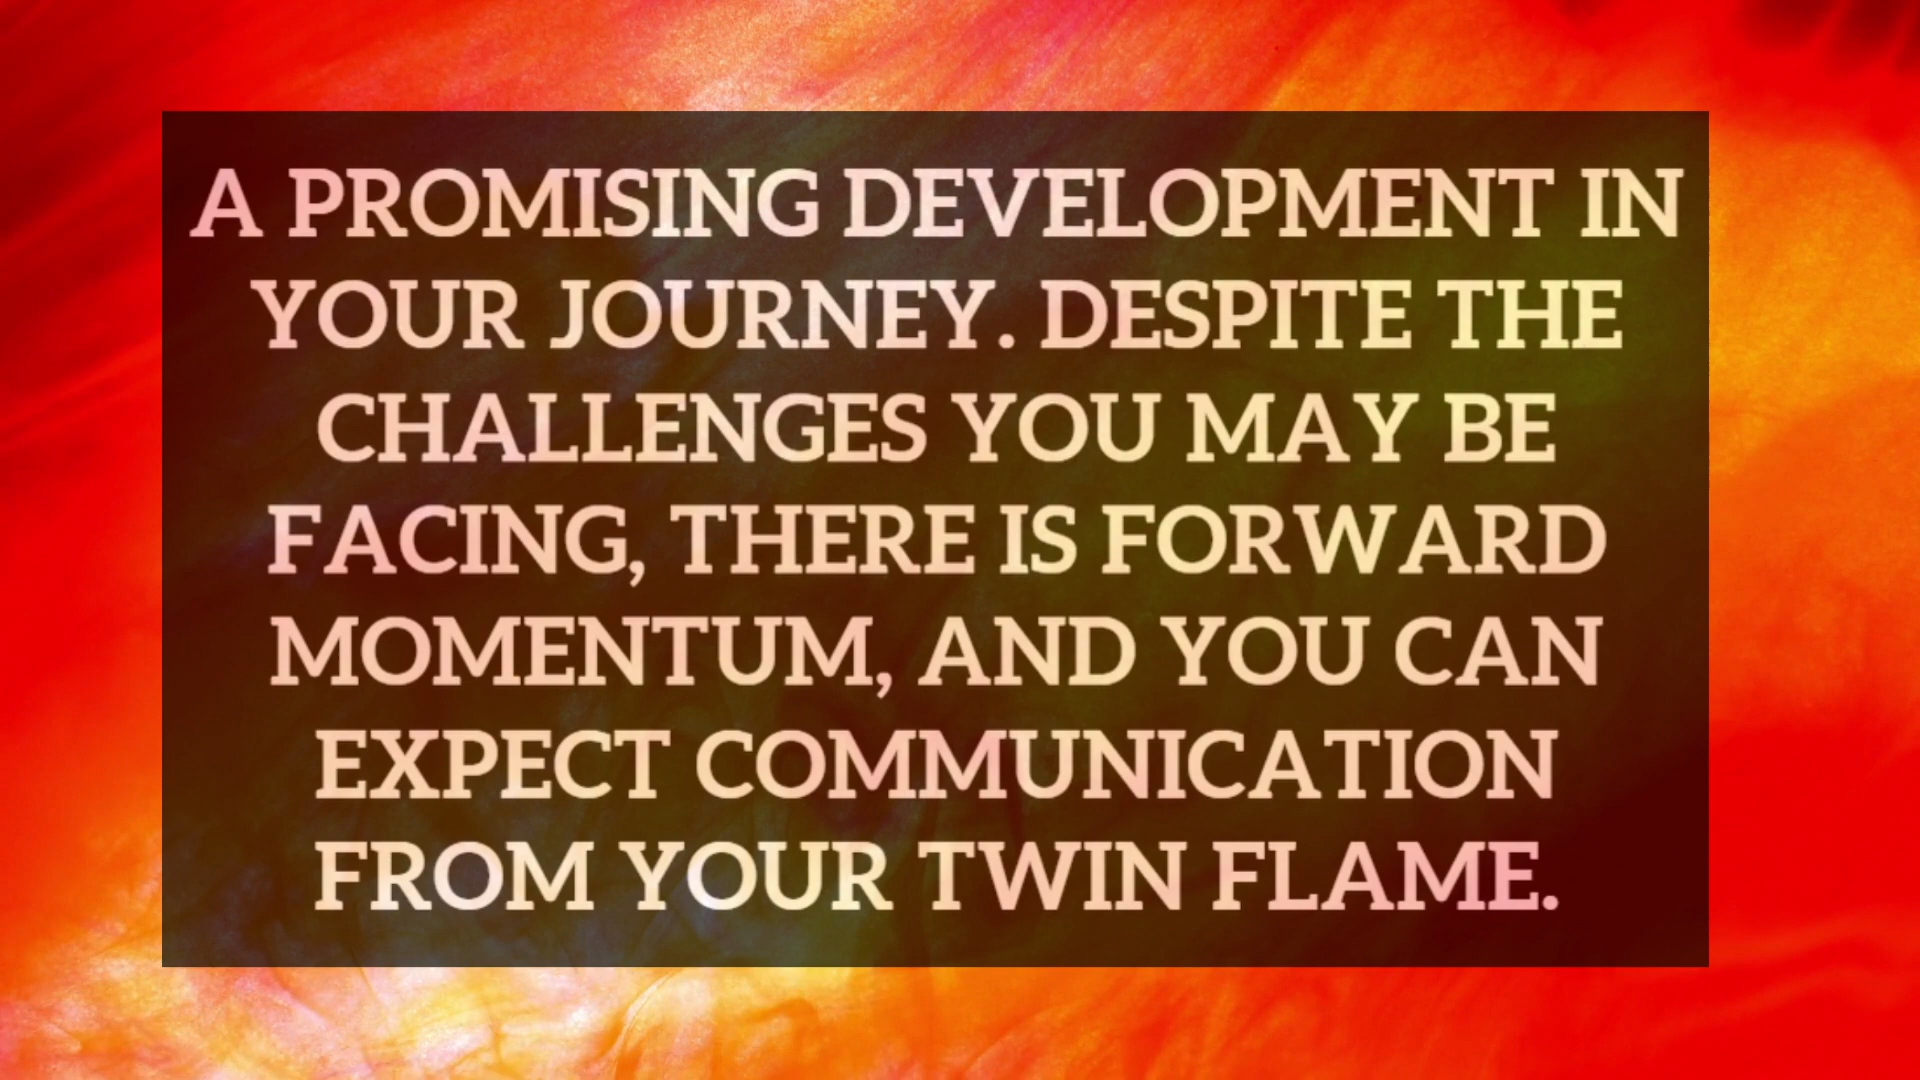 A PROMISING DEVELOPMENT IN
YOUR JOURNEY. DESPITE THE
CHALLENGES YOU MAY BE
FACING, THERE IS FORWARD
MOMENTUM, AND YOU CAN
EXPECT COMMUNICATION
FROM YOUR TWIN FLAME.